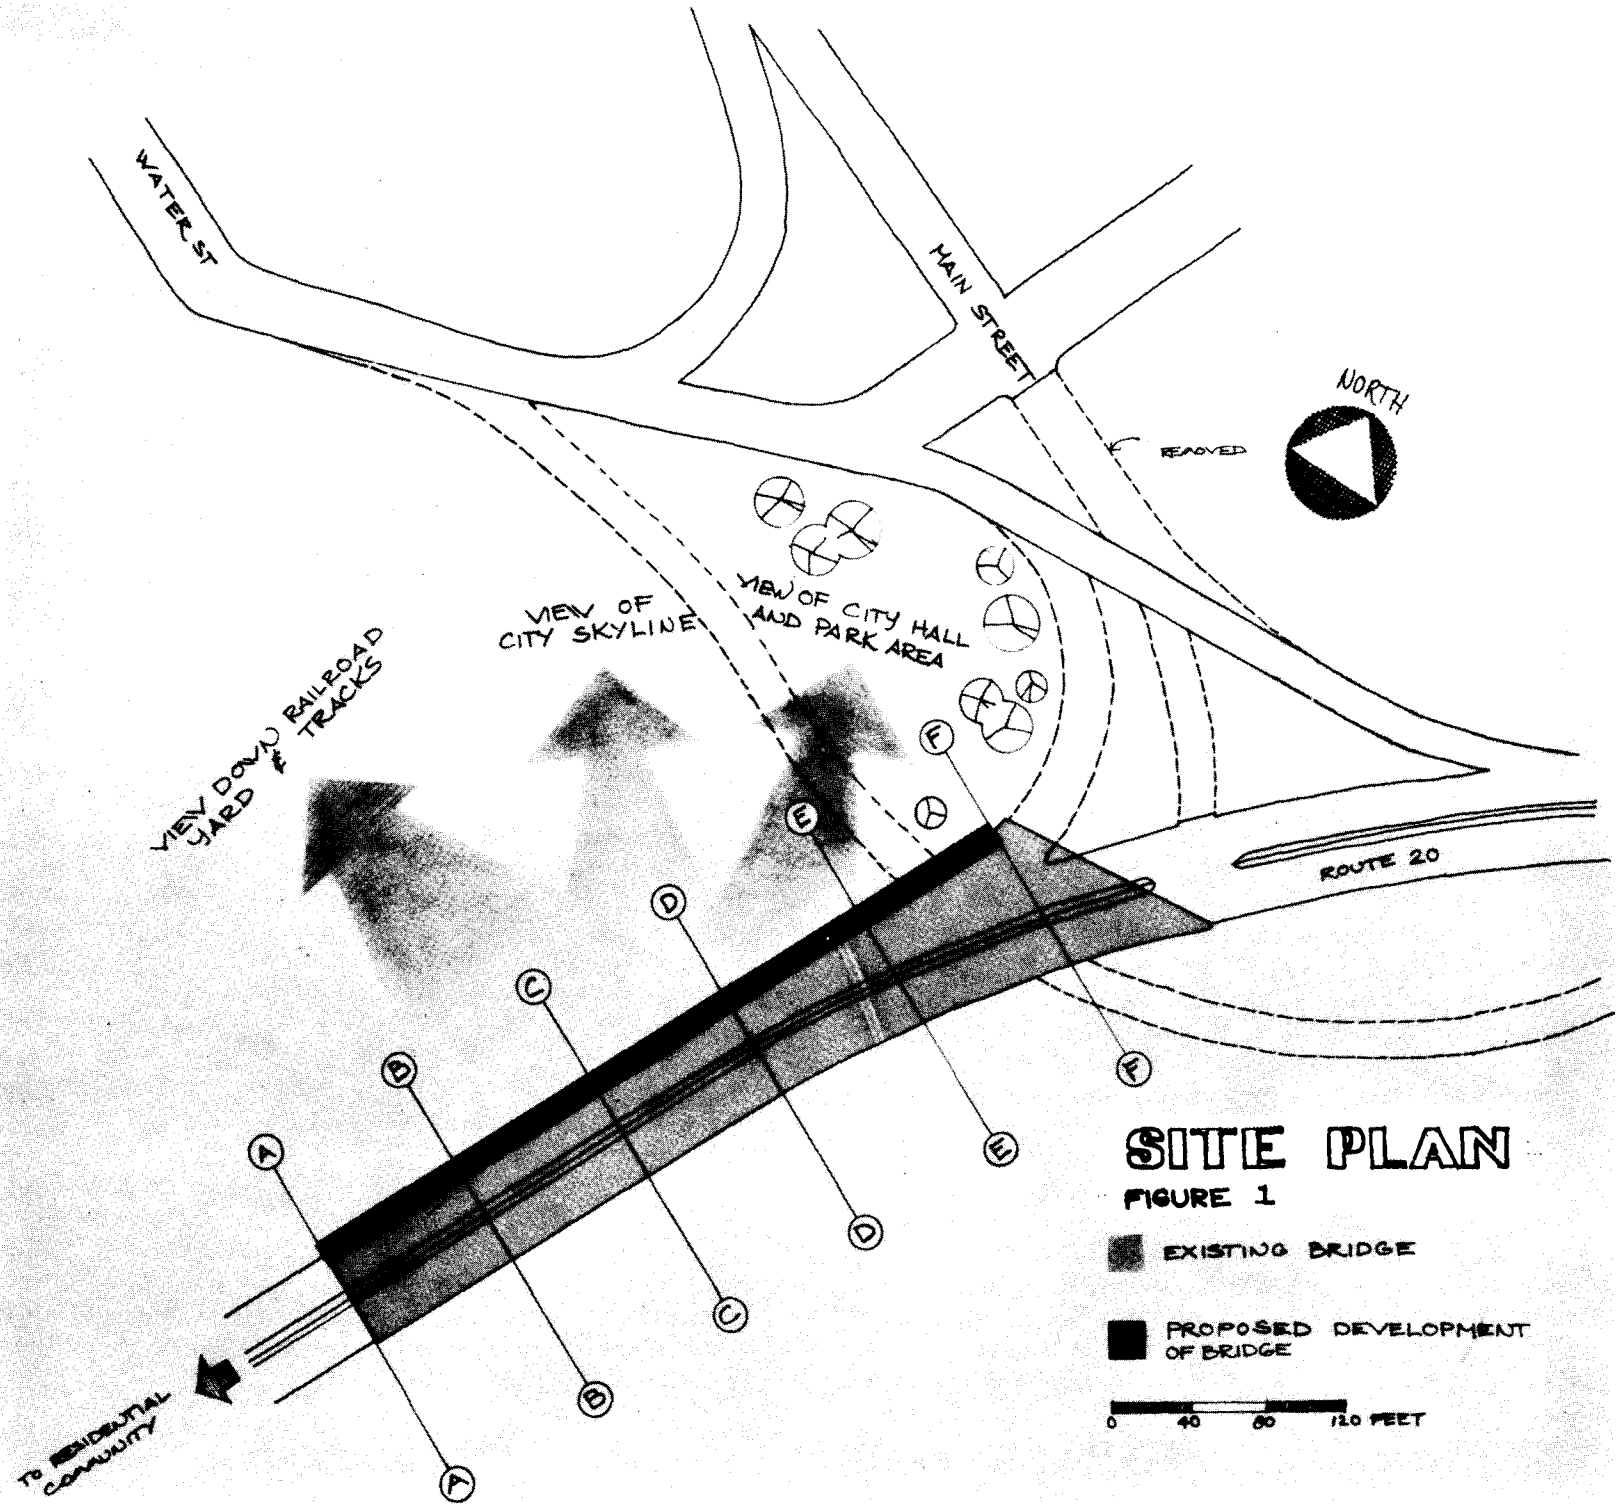 WATER ST
MAIN STREET
NORTH
REMOVED
VIEW OF
CITY SKYLINE
VIEW OF CITY HALL
AND PARK AREA
VIEW DOWN RAILROAD
YARD & TRACKS
F
E
D
C
B
A
ROUTE 20
F
E
D
C
B
A
TO RESIDENTIAL
COMMUNITY
SITE PLAN
FIGURE 1
EXISTING BRIDGE
PROPOSED DEVELOPMENT
OF BRIDGE
0 40 80 120 FEET